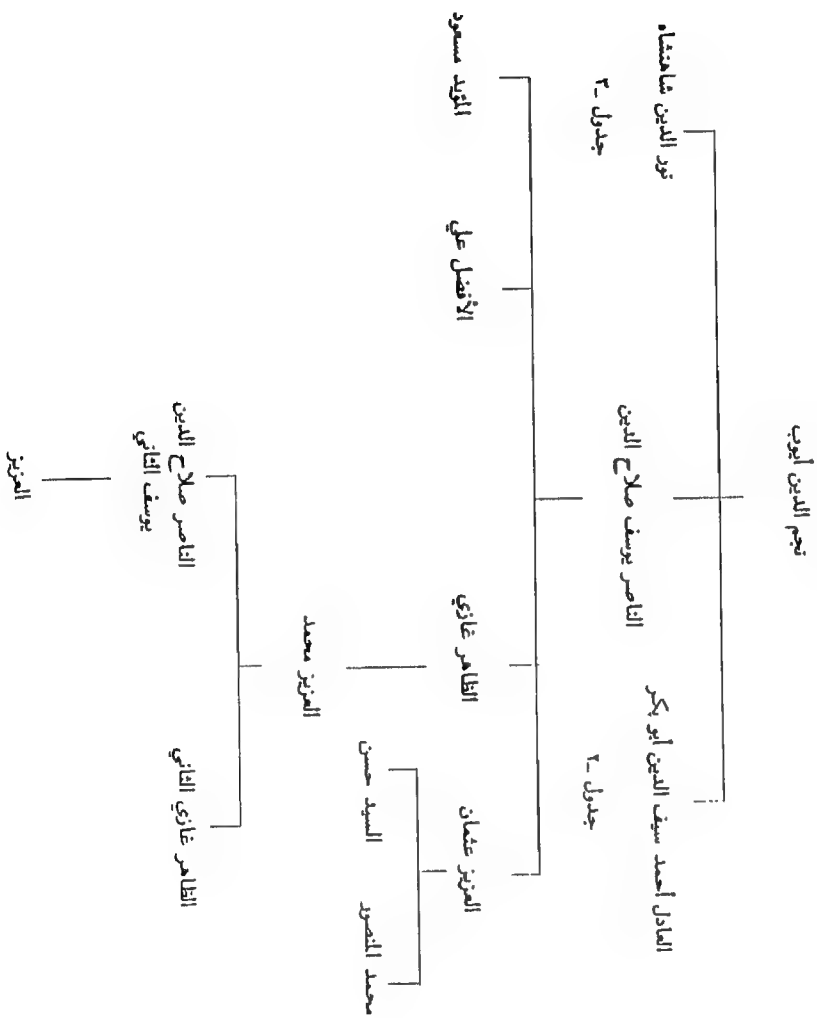 نجم الدين أيوب
العادل أحمد سيف الدين أبو بكر
الناصر يوسف صلاح الدين
نور الدين شاهنشاه
جدول -٢
جدول -٣
العزيز عثمان
الظاهر غازي
الأفضل علي
المؤيد مسعود
محمد المنصور
السيد حسن
العزيز محمد
الظاهر غازي الثاني
الناصر صلاح الدين
يوسف الثاني
العزيز